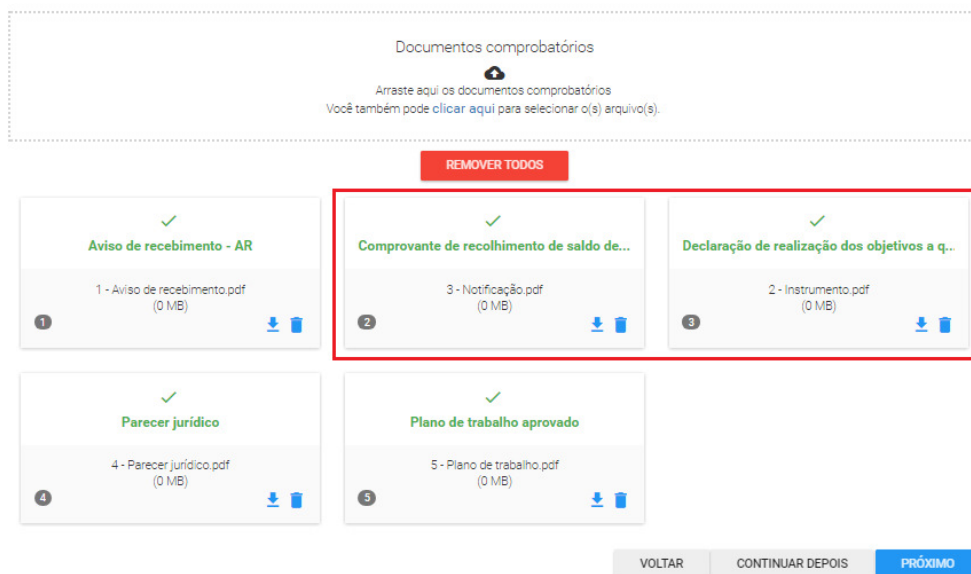 Documentos comprobatórios
Arraste aqui os documentos comprobatórios
Você também pode clicar aqui para selecionar o(s) arquivo(s).
REMOVER TODOS
Aviso de recebimento - AR
1 - Aviso de recebimento.pdf
(0 MB)
1
Comprovante de recolhimento de saldo de...
3 - Notificação.pdf
(0 MB)
2
Declaração de realização dos objetivos a q...
2 - Instrumento.pdf
(0 MB)
3
Parecer jurídico
4 - Parecer jurídico.pdf
(0 MB)
4
Plano de trabalho aprovado
5 - Plano de trabalho.pdf
(0 MB)
5
VOLTAR
CONTINUAR DEPOIS
PRÓXIMO